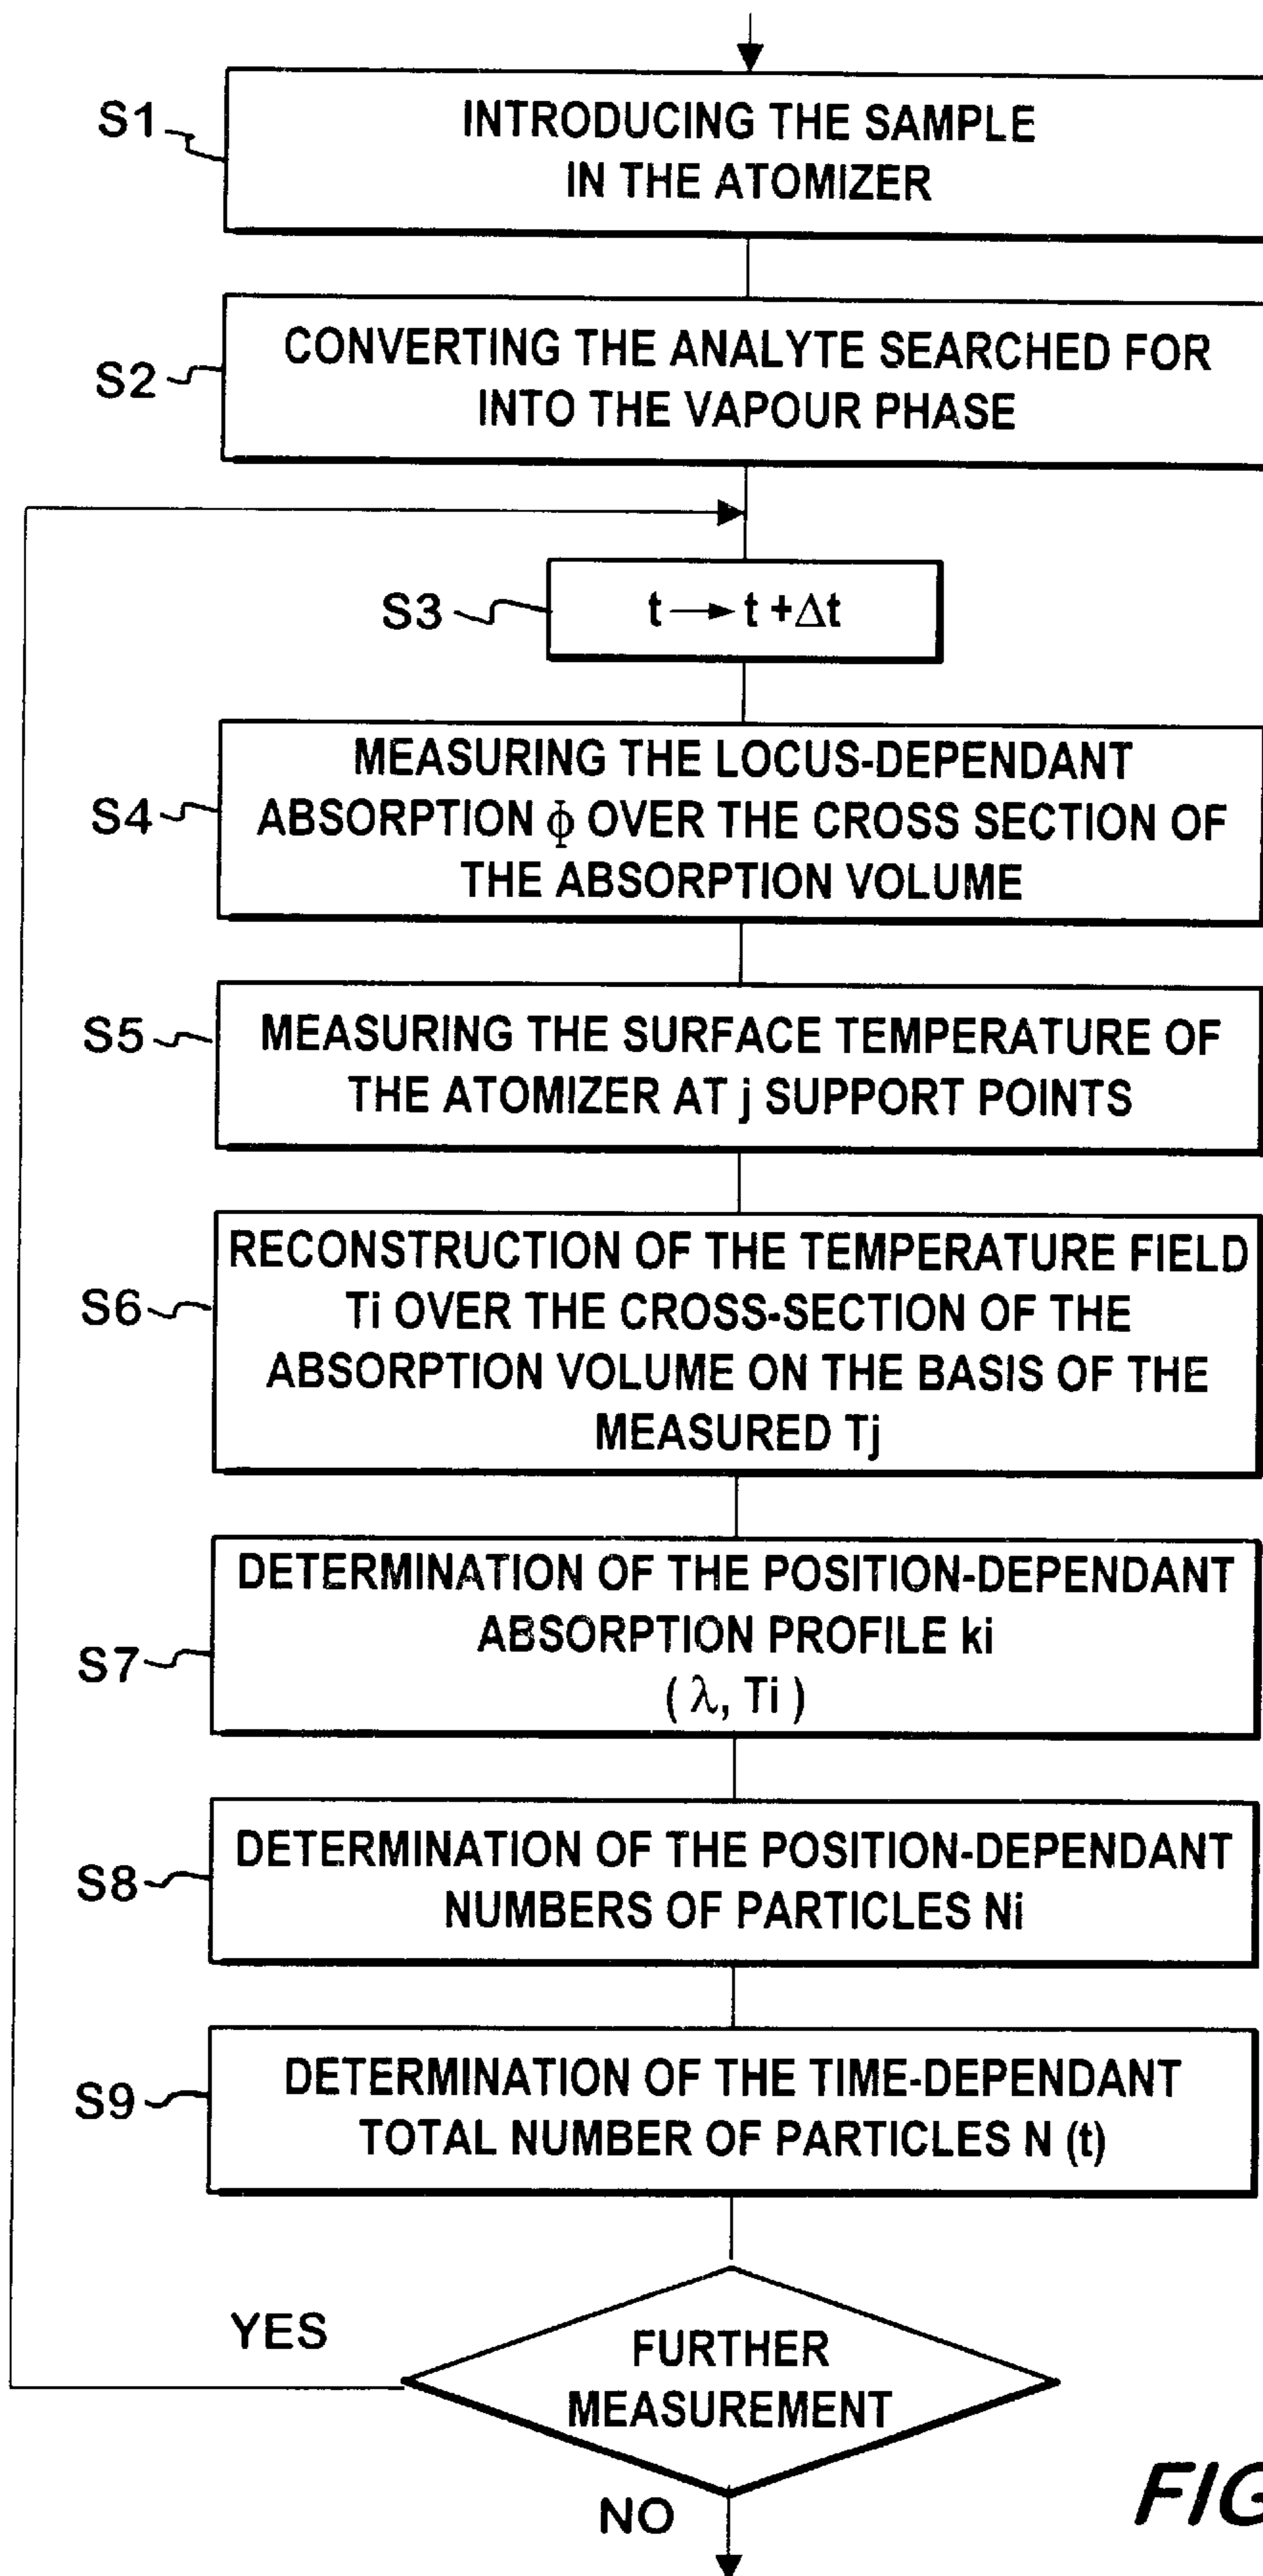 S1
INTRODUCING THE SAMPLE
IN THE ATOMIZER
S2
CONVERTING THE ANALYTE SEARCHED FOR
INTO THE VAPOUR PHASE
S3
t → t +Δt
S4
MEASURING THE LOCUS-DEPENDANT
ABSORPTION Φ OVER THE CROSS SECTION OF
THE ABSORPTION VOLUME
S5
MEASURING THE SURFACE TEMPERATURE OF
THE ATOMIZER AT j SUPPORT POINTS
S6
RECONSTRUCTION OF THE TEMPERATURE FIELD
Ti OVER THE CROSS-SECTION OF THE
ABSORPTION VOLUME ON THE BASIS OF THE
MEASURED Tj
S7
DETERMINATION OF THE POSITION-DEPENDANT
ABSORPTION PROFILE ki
( λ, Ti )
S8
DETERMINATION OF THE POSITION-DEPENDANT
NUMBERS OF PARTICLES Ni
S9
DETERMINATION OF THE TIME-DEPENDANT
TOTAL NUMBER OF PARTICLES N (t)
YES
FURTHER
MEASUREMENT
NO
FIG